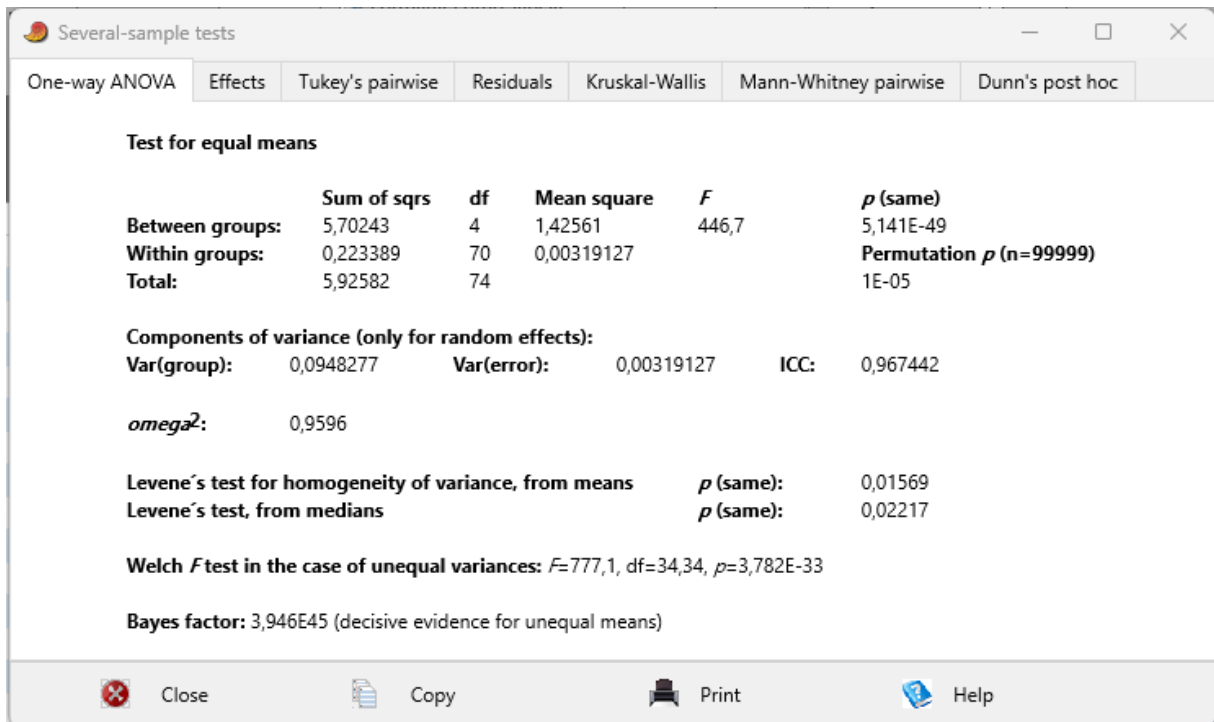 Several-sample tests
One-way ANOVA Effects Tukey's pairwise Residuals Kruskal-Wallis Mann-Whitney pairwise Dunn's post hoc
Test for equal means
Sum of sqrs df Mean square F p (same)
Between groups: 5,70243 4 1,42561 446,7 5,141E-49
Within groups: 0,223389 70 0,00319127 Permutation p (n=99999)
Total: 5,92582 74 1E-05
Components of variance (only for random effects):
Var(group): 0,0948277 Var(error): 0,00319127 ICC: 0,967442
omega2: 0,9596
Levene´s test for homogeneity of variance, from means p (same): 0,01569
Levene´s test, from medians p (same): 0,02217
Welch F test in the case of unequal variances: F=777,1, df=34,34, p=3,782E-33
Bayes factor: 3,946E45 (decisive evidence for unequal means)
Close Copy Print Help